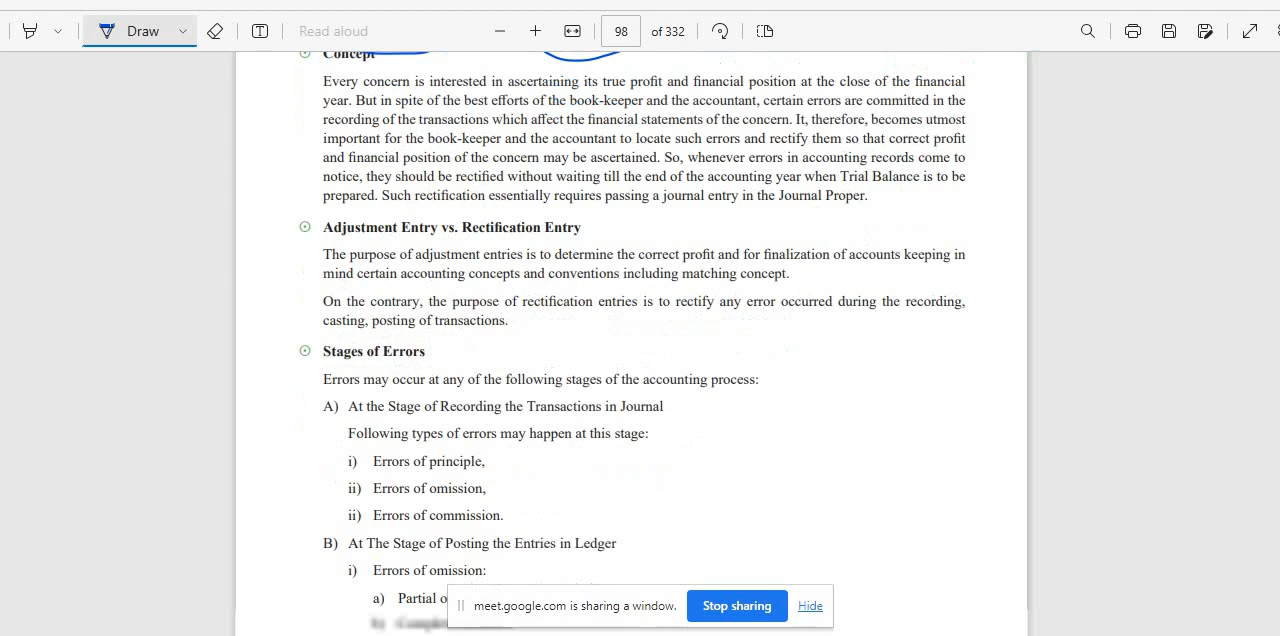 Draw
Read aloud
98 of 332
Concept
Every concern is interested in ascertaining its true profit and financial position at the close of the financial
year. But in spite of the best efforts of the book-keeper and the accountant, certain errors are committed in the
recording of the transactions which affect the financial statements of the concern. It, therefore, becomes utmost
important for the book-keeper and the accountant to locate such errors and rectify them so that correct profit
and financial position of the concern may be ascertained. So, whenever errors in accounting records come to
notice, they should be rectified without waiting till the end of the accounting year when Trial Balance is to be
prepared. Such rectification essentially requires passing a journal entry in the Journal Proper.
Adjustment Entry vs. Rectification Entry
The purpose of adjustment entries is to determine the correct profit and for finalization of accounts keeping in
mind certain accounting concepts and conventions including matching concept.
On the contrary, the purpose of rectification entries is to rectify any error occurred during the recording,
casting, posting of transactions.
Stages of Errors
Errors may occur at any of the following stages of the accounting process:
A) At the Stage of Recording the Transactions in Journal
Following types of errors may happen at this stage:
i) Errors of principle,
ii) Errors of omission,
ii) Errors of commission.
B) At The Stage of Posting the Entries in Ledger
i) Errors of omission:
a) Partial o
meet.google.com is sharing a window.
Stop sharing
Hide